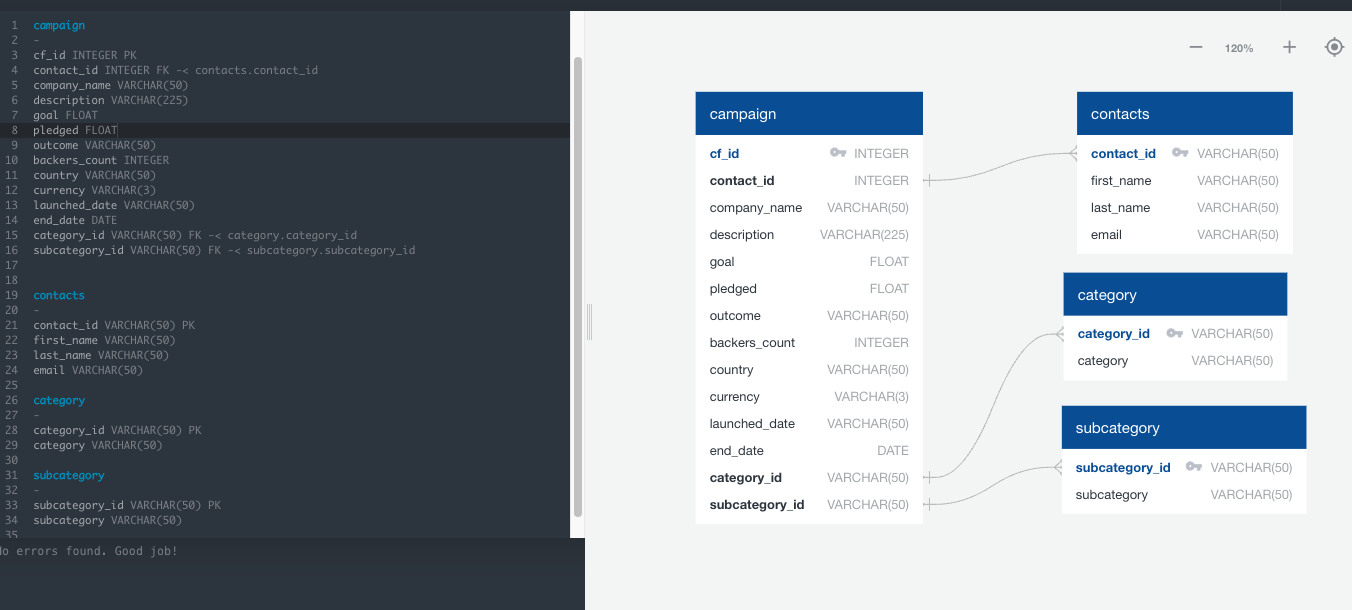 1 campaign
2 -
3 cf_id INTEGER PK
4 contact_id INTEGER FK -< contacts.contact_id
5 company_name VARCHAR(50)
6 description VARCHAR(225)
7 goal FLOAT
8 pledged FLOAT
9 outcome VARCHAR(50)
10 backers_count INTEGER
11 country VARCHAR(50)
12 currency VARCHAR(3)
13 launched_date VARCHAR(50)
14 end_date DATE
15 category_id VARCHAR(50) FK -< category.category_id
16 subcategory_id VARCHAR(50) FK -< subcategory.subcategory_id
17
18
19 contacts
20 -
21 contact_id VARCHAR(50) PK
22 first_name VARCHAR(50)
23 last_name VARCHAR(50)
24 email VARCHAR(50)
25
26 category
27 -
28 category_id VARCHAR(50) PK
29 category VARCHAR(50)
30
31 subcategory
32 -
33 subcategory_id VARCHAR(50) PK
34 subcategory VARCHAR(50)
35
o errors found. Good job!
120%
campaign
cf_id INTEGER
contact_id INTEGER
company_name VARCHAR(50)
description VARCHAR(225)
goal FLOAT
pledged FLOAT
outcome VARCHAR(50)
backers_count INTEGER
country VARCHAR(50)
currency VARCHAR(3)
launched_date VARCHAR(50)
end_date DATE
category_id VARCHAR(50)
subcategory_id VARCHAR(50)
contacts
contact_id VARCHAR(50)
first_name VARCHAR(50)
last_name VARCHAR(50)
email VARCHAR(50)
category
category_id VARCHAR(50)
category VARCHAR(50)
subcategory
subcategory_id VARCHAR(50)
subcategory VARCHAR(50)